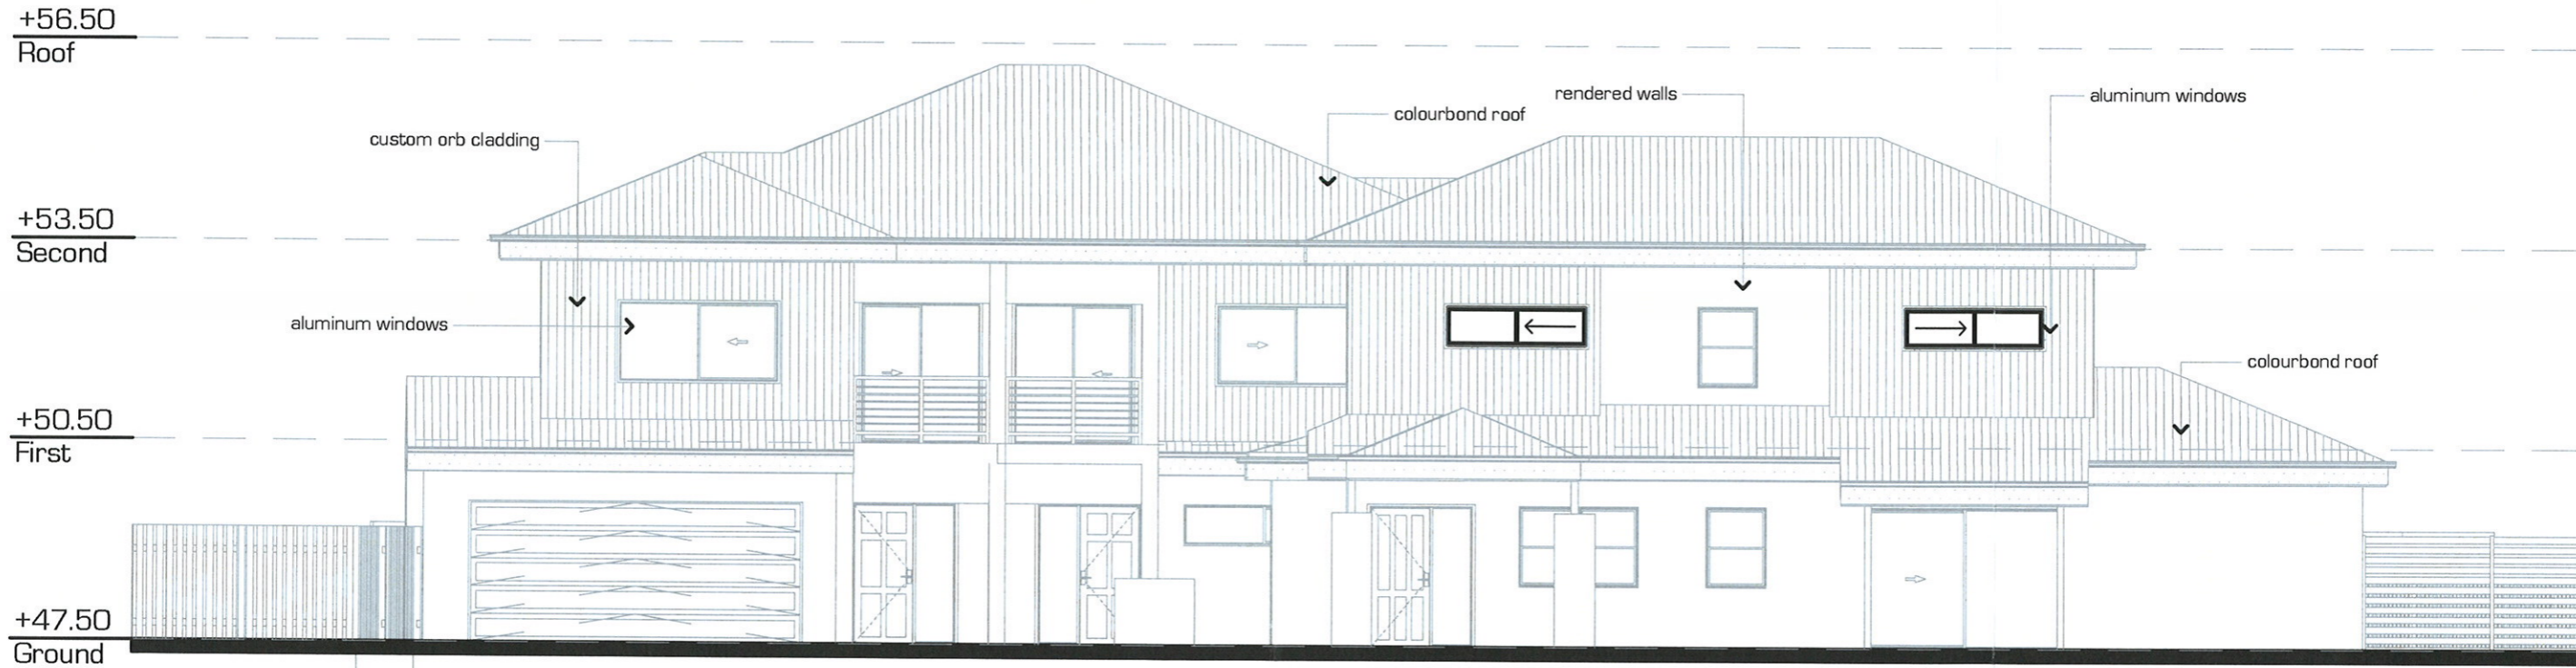 +56.50
Roof
rendered walls
aluminum windows
colourbond roof
custom orb cladding
+53.50
Second
aluminum windows
colourbond roof
+50.50
First
+47.50
Ground